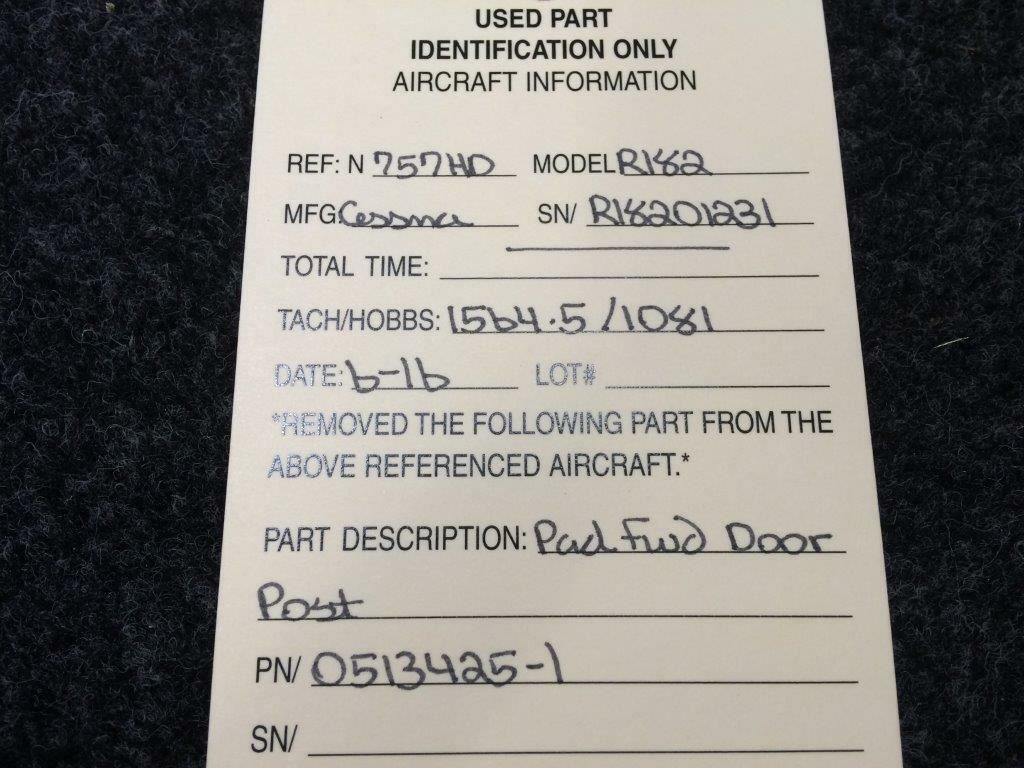 USED PART
IDENTIFICATION ONLY
AIRCRAFT INFORMATION
REF: N 757HD MODEL R182
MFG: Cessna SN/ R18201231
TOTAL TIME:
TACH/HOBBS: 1564.5 / 1081
DATE: 6-16 LOT#
*REMOVED THE FOLLOWING PART FROM THE
ABOVE REFERENCED AIRCRAFT.*
PART DESCRIPTION: Pad Fwd Door
Post
PN/ 0513425-1
SN/